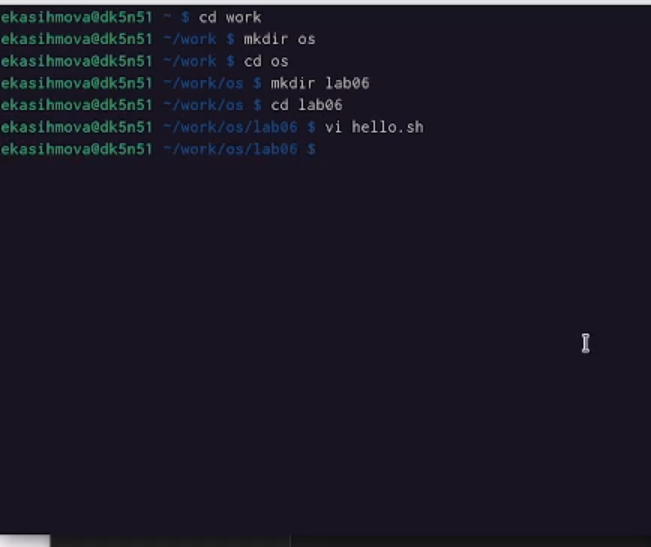 ekasihmova@dk5n51 ~ $ cd work
ekasihmova@dk5n51 ~/work $ mkdir os
ekasihmova@dk5n51 ~/work $ cd os
ekasihmova@dk5n51 ~/work/os $ mkdir lab06
ekasihmova@dk5n51 ~/work/os $ cd lab06
ekasihmova@dk5n51 ~/work/os/lab06 $ vi hello.sh
ekasihmova@dk5n51 ~/work/os/lab06 $